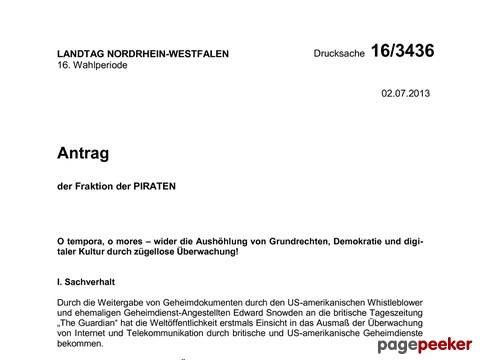 LANDTAG NORDRHEIN-WESTFALEN Drucksache 16/3436
16. Wahlperiode
02.07.2013
Antrag
der Fraktion der PIRATEN
O tempora, o mores – wider die Aushöhlung von Grundrechten, Demokratie und digi-
taler Kultur durch zügellose Überwachung!
I. Sachverhalt
Durch die Weitergabe von Geheimdokumenten durch den US-amerikanischen Whistleblower
und ehemaligen Geheimdienst-Angestellten Edward Snowden an die britische Tageszeitung
„The Guardian“ hat die Weltöffentlichkeit erstmals Einsicht in das Ausmaß der Überwachung
von Internet und Telekommunikation durch britische und US-amerikanische Geheimdienste
bekommen.
pagepeeker